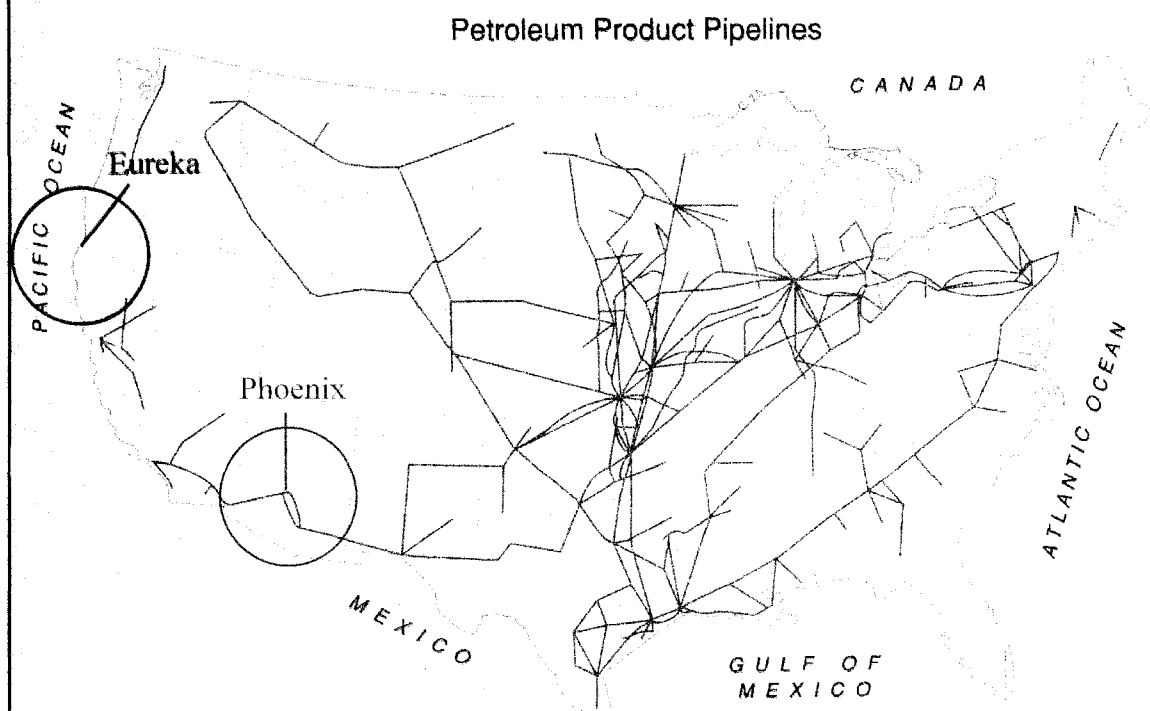 Petroleum Product Pipelines
CANADA
PACIFIC OCEAN
Eureka
Phoenix
ATLANTIC OCEAN
MEXICO
GULF OF
MEXICO